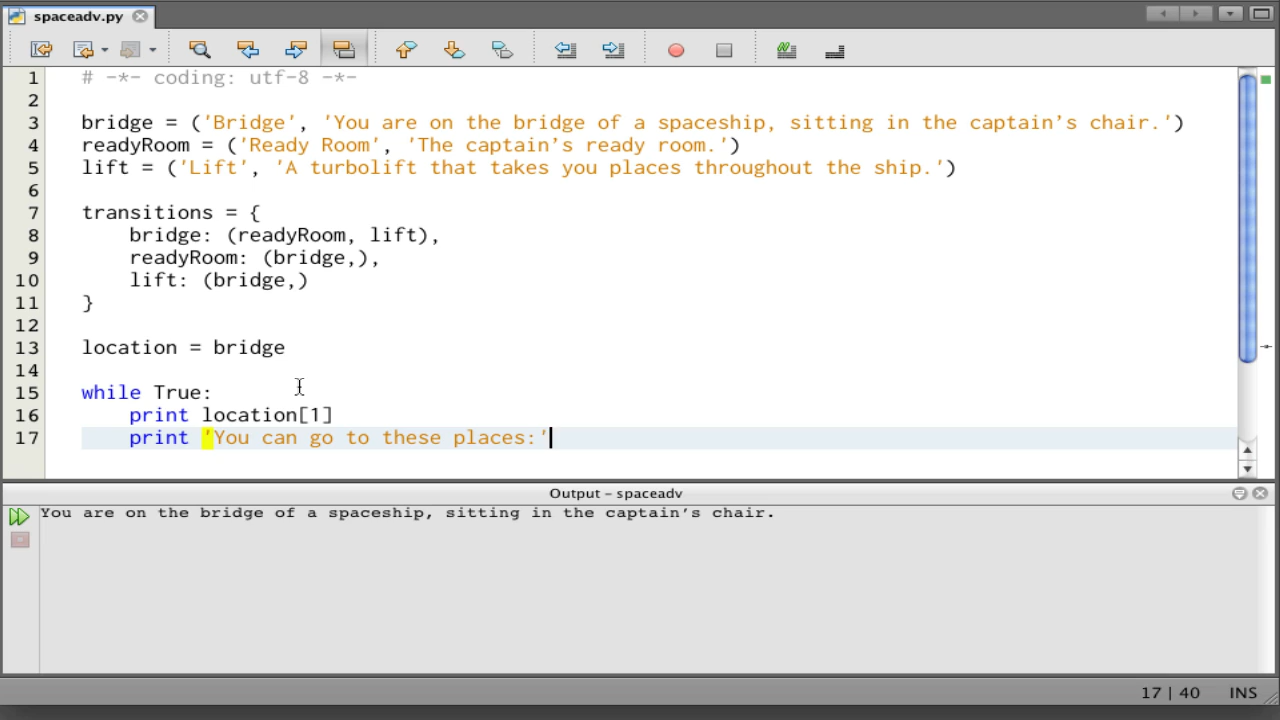 spaceadv.py
1 # -*- coding: utf-8 -*-
2
3 bridge = ('Bridge', 'You are on the bridge of a spaceship, sitting in the captain’s chair.')
4 readyRoom = ('Ready Room', 'The captain’s ready room.')
5 lift = ('Lift', 'A turbolift that takes you places throughout the ship.')
6
7 transitions = {
8     bridge: (readyRoom, lift),
9     readyRoom: (bridge,),
10     lift: (bridge,)
11 }
12
13 location = bridge
14
15 while True:
16     print location[1]
17     print 'You can go to these places:'
Output – spaceadv
You are on the bridge of a spaceship, sitting in the captain’s chair.
17 | 40 INS